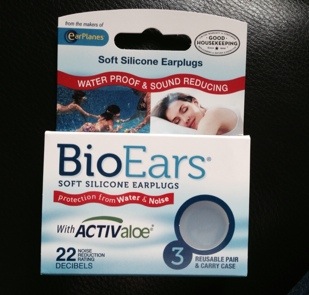 from the makers of
earPlanes
GOOD
HOUSEKEEPING
Soft Silicone Earplugs
WATER PROOF & SOUND REDUCING
BioEars®
SOFT SILICONE EARPLUGS
protection from Water & Noise
With ACTIValoe
22 NOISE
REDUCTION
RATING
DECIBELS
3 REUSABLE PAIR
& CARRY CASE